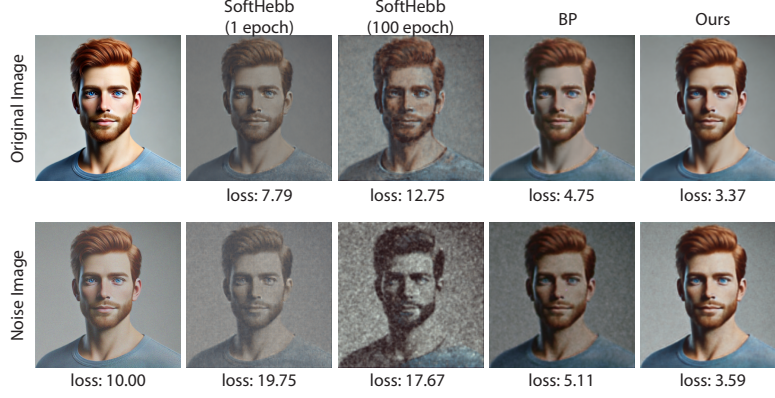 SoftHebb
(1 epoch)
SoftHebb
(100 epoch)
BP
Ours
Original Image
loss: 7.79
loss: 12.75
loss: 4.75
loss: 3.37
Noise Image
loss: 10.00
loss: 19.75
loss: 17.67
loss: 5.11
loss: 3.59